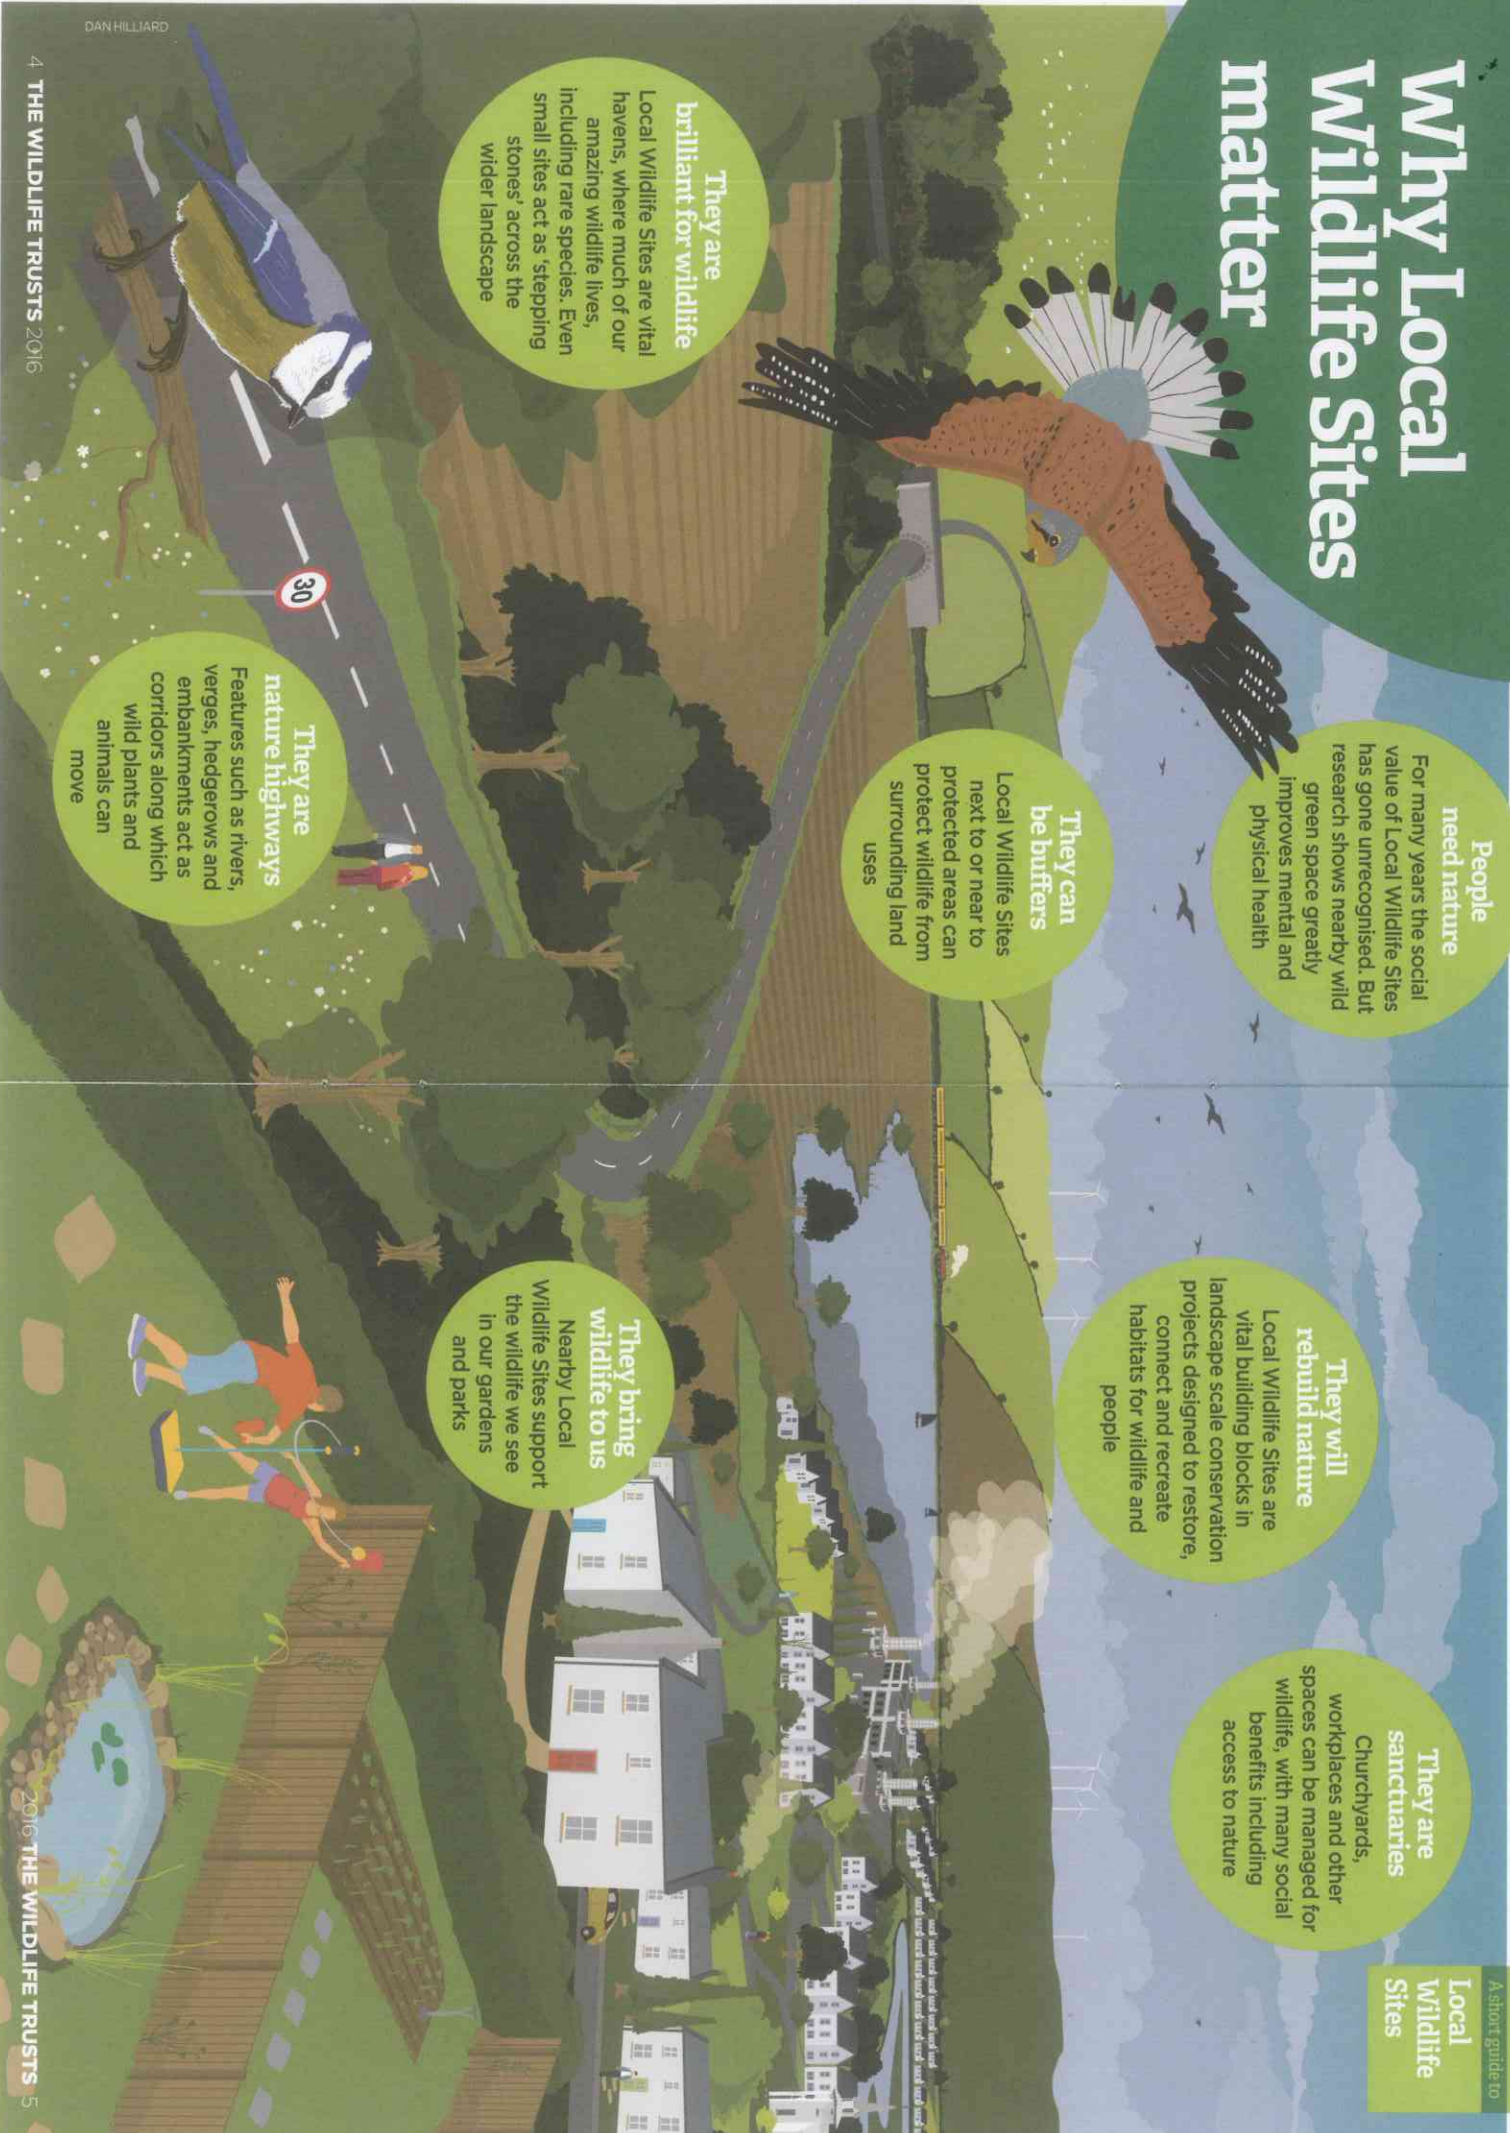 Why Local
Wildlife Sites
matter
A short guide to
Local
Wildlife
Sites
People
need nature
For many years the social
value of Local Wildlife Sites
has gone unrecognised. But
research shows nearby wild
green space greatly
improves mental and
physical health
They are
brilliant for wildlife
Local Wildlife Sites are vital
havens, where much of our
amazing wildlife lives,
including rare species. Even
small sites act as ‘stepping
stones’ across the
wider landscape
They can
be buffers
Local Wildlife Sites
next to or near to
protected areas can
protect wildlife from
surrounding land
uses
They are
nature highways
Features such as rivers,
verges, hedgerows and
embankments act as
corridors along which
wild plants and
animals can
move
30
They will
rebuild nature
Local Wildlife Sites are
vital building blocks in
landscape scale conservation
projects designed to restore,
connect and recreate
habitats for wildlife and
people
They are
sanctuaries
Churchyards,
workplaces and other
spaces can be managed for
wildlife, with many social
benefits including
access to nature
They bring
wildlife to us
Nearby Local
Wildlife Sites support
the wildlife we see
in our gardens
and parks
DAN HILLIARD
4 THE WILDLIFE TRUSTS 2016
2016 THE WILDLIFE TRUSTS 5